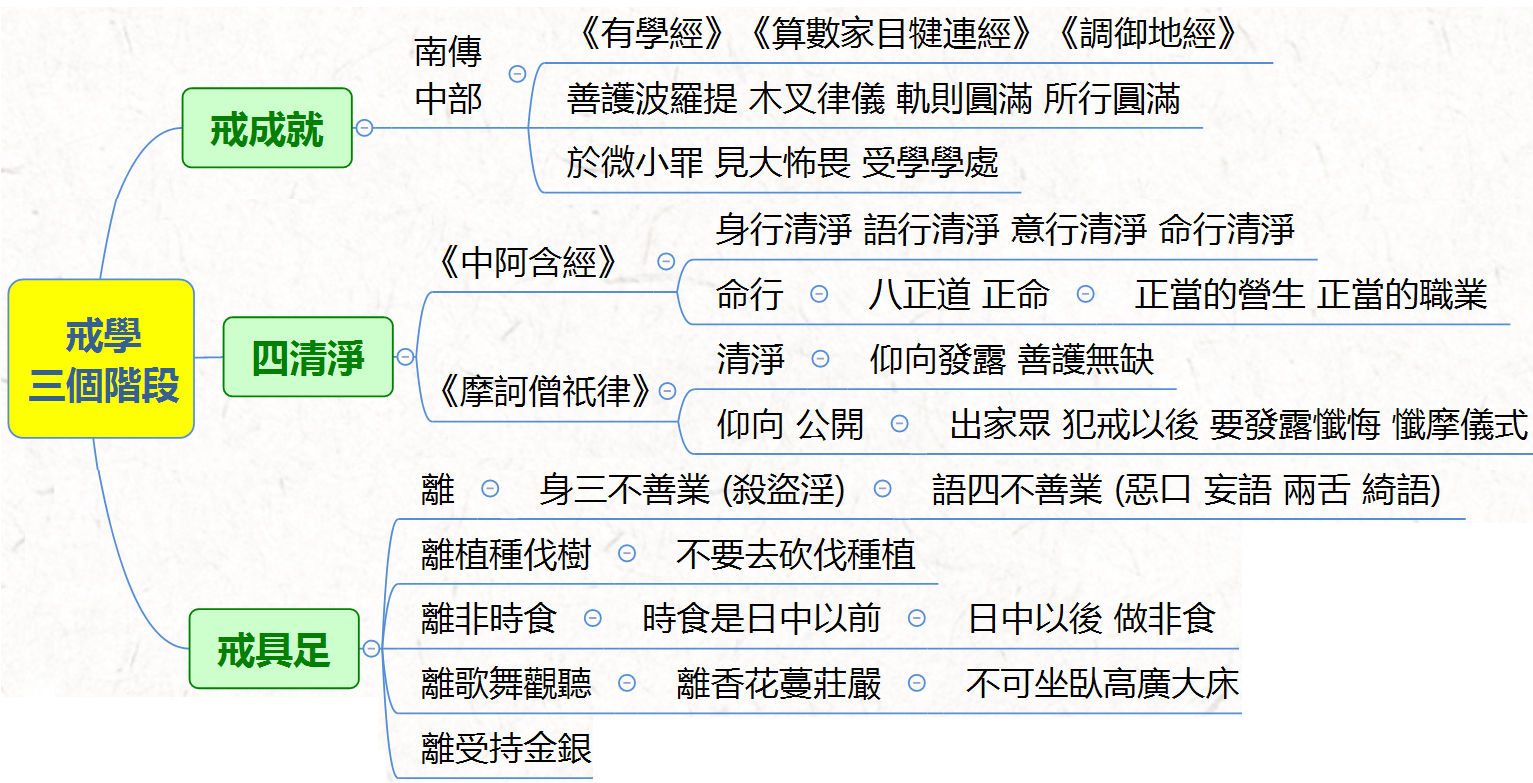 戒學
三個階段
戒成就
南傳
中部
《有學經》《算數家目犍連經》《調御地經》
善護波羅提 木叉律儀 軌則圓滿 所行圓滿
於微小罪 見大怖畏 受學學處
四清淨
《中阿含經》
身行清淨 語行清淨 意行清淨 命行清淨
命行 八正道 正命 正當的營生 正當的職業
《摩訶僧祇律》
清淨 仰向發露 善護無缺
仰向 公開 出家眾 犯戒以後 要發露懺悔 懺摩儀式
戒具足
離 身三不善業 (殺盜淫) 語四不善業 (惡口 妄語 兩舌 綺語)
離植種伐樹 不要去砍伐種植
離非時食 時食是日中以前 日中以後 做非食
離歌舞觀聽 離香花蔓莊嚴 不可坐臥高廣大床
離受持金銀